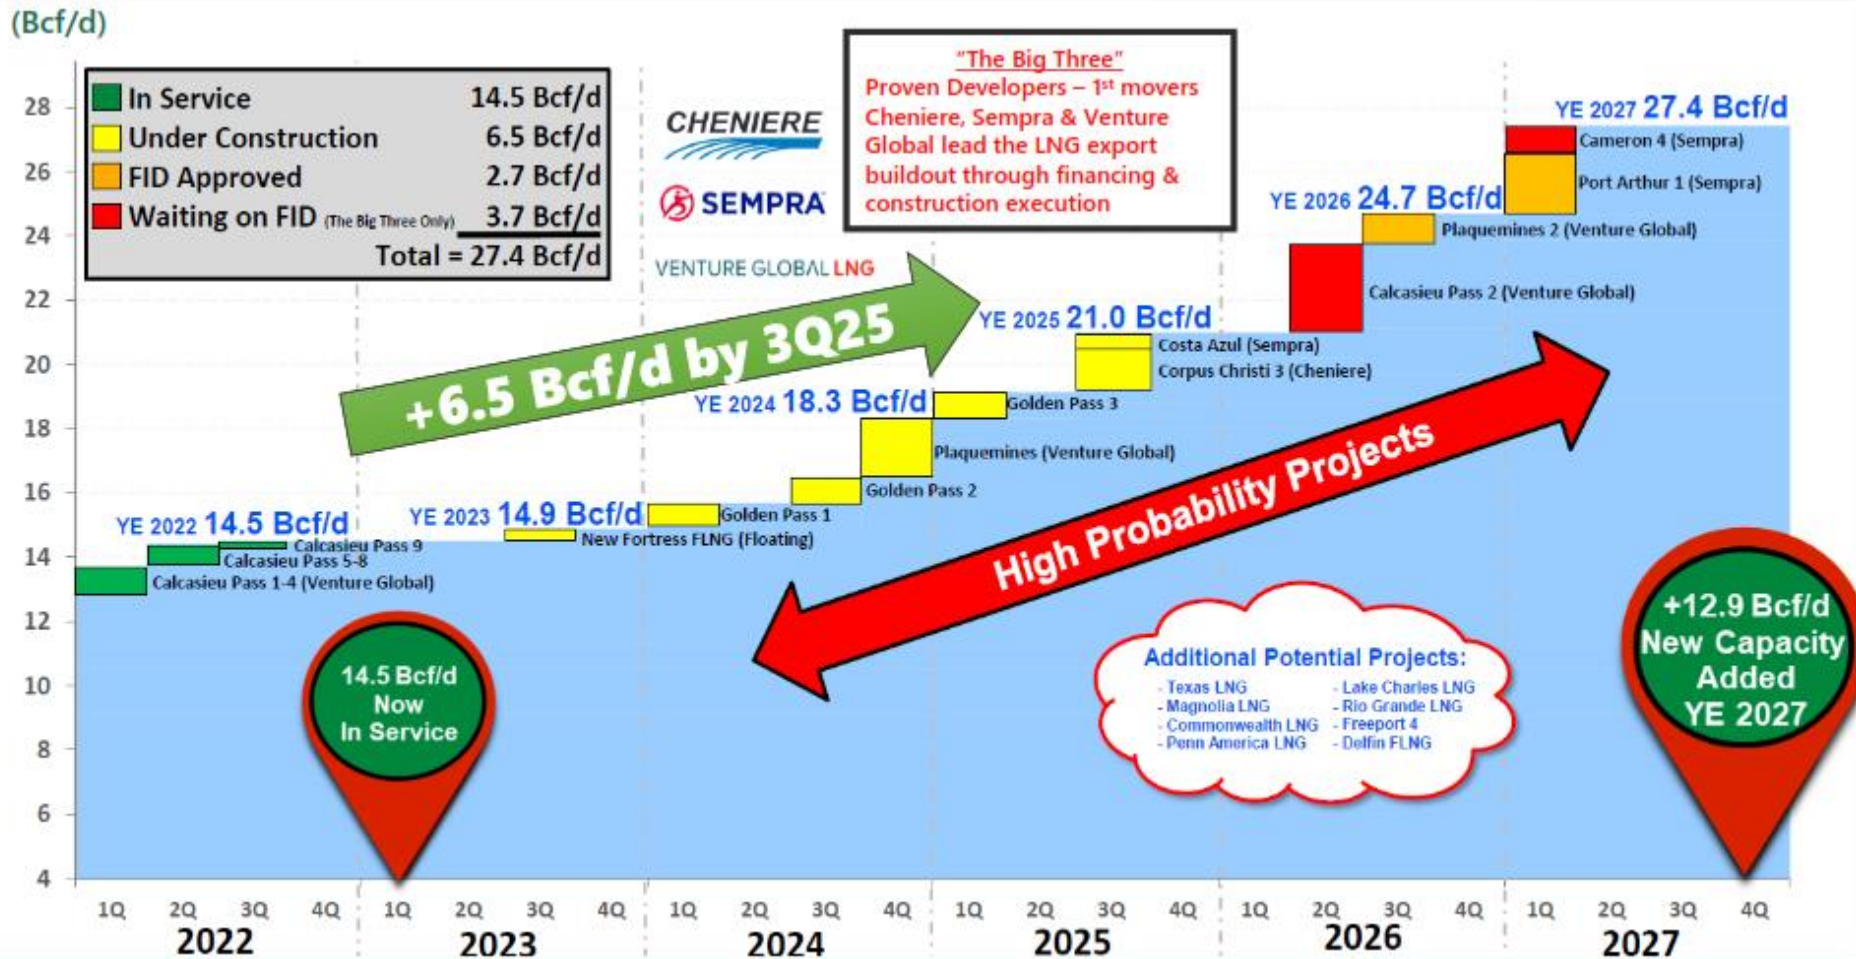 (Bcf/d)
In Service 14.5 Bcf/d
Under Construction 6.5 Bcf/d
FID Approved 2.7 Bcf/d
Waiting on FID (The Big Three Only) 3.7 Bcf/d
Total = 27.4 Bcf/d
CHENIERE
SEMPRA
VENTURE GLOBAL LNG
"The Big Three"
Proven Developers – 1st movers
Cheniere, Sempra & Venture
Global lead the LNG export
buildout through financing &
construction execution
28
26
24
22
20
18
16
14
12
10
8
6
4
+6.5 Bcf/d by 3Q25
YE 2022 14.5 Bcf/d
Calcasieu Pass 9
Calcasieu Pass 5-8
Calcasieu Pass 1-4 (Venture Global)
YE 2023 14.9 Bcf/d
New Fortress FLNG (Floating)
YE 2024 18.3 Bcf/d
Golden Pass 1
Golden Pass 2
Plaquemines (Venture Global)
YE 2025 21.0 Bcf/d
Golden Pass 3
Costa Azul (Sempra)
Corpus Christi 3 (Cheniere)
YE 2026 24.7 Bcf/d
Plaquemines 2 (Venture Global)
Calcasieu Pass 2 (Venture Global)
YE 2027 27.4 Bcf/d
Cameron 4 (Sempra)
Port Arthur 1 (Sempra)
High Probability Projects
14.5 Bcf/d
Now
In Service
Additional Potential Projects:
- Texas LNG - Lake Charles LNG
- Magnolia LNG - Rio Grande LNG
- Commonwealth LNG - Freeport 4
- Penn America LNG - Delfin FLNG
+12.9 Bcf/d
New Capacity
Added
YE 2027
1Q 2Q 3Q 4Q 1Q 2Q 3Q 4Q 1Q 2Q 3Q 4Q 1Q 2Q 3Q 4Q 1Q 2Q 3Q 4Q 1Q 2Q 3Q 4Q
2022 2023 2024 2025 2026 2027